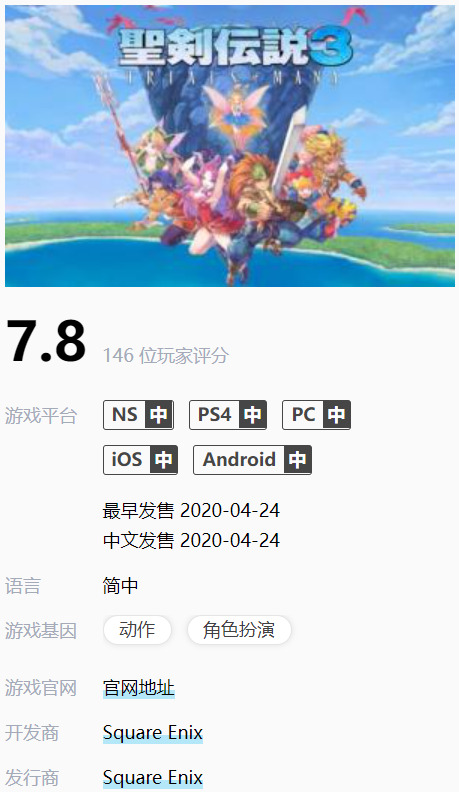 聖剣伝説3
TRIALS of MANA
7.8 146 位玩家评分
游戏平台 NS 中 PS4 中 PC 中
iOS 中 Android 中
最早发售 2020-04-24
中文发售 2020-04-24
语言 简中
游戏基因 动作 角色扮演
游戏官网 官网地址
开发商 Square Enix
发行商 Square Enix